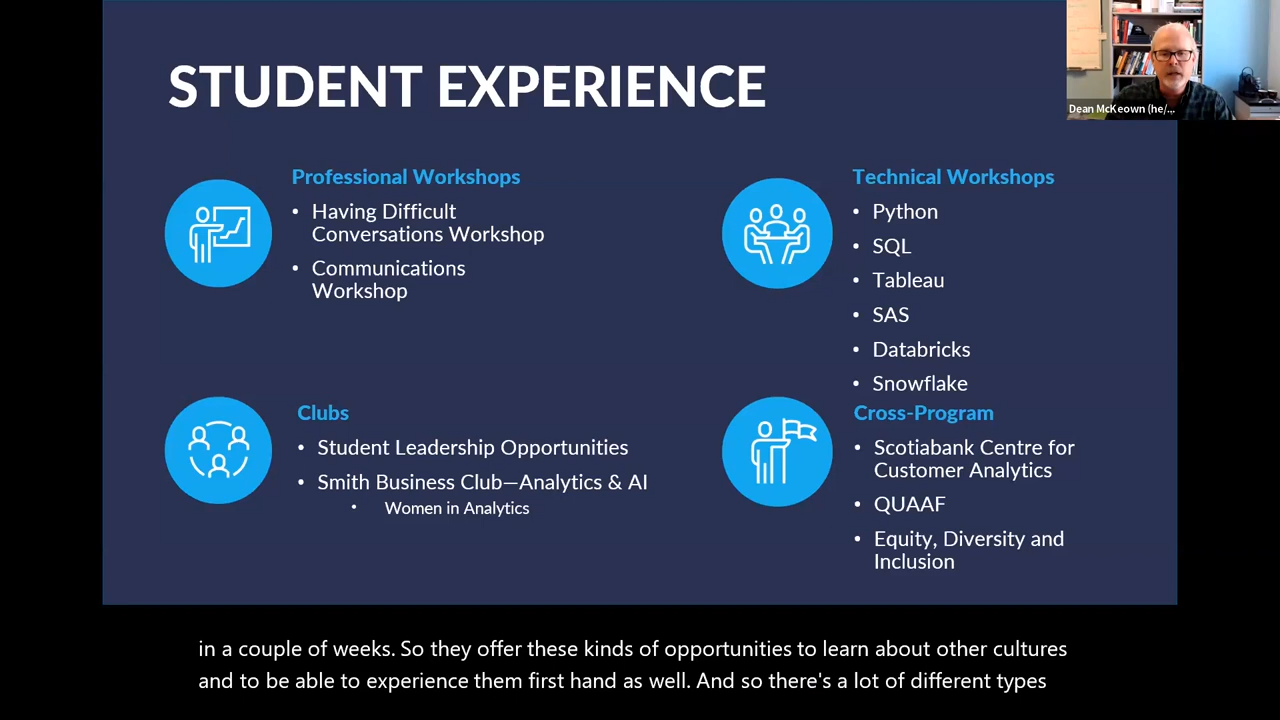 STUDENT EXPERIENCE
Dean McKeown (he/...
Professional Workshops
• Having Difficult
Conversations Workshop
• Communications
Workshop
Technical Workshops
• Python
• SQL
• Tableau
• SAS
• Databricks
• Snowflake
Clubs
• Student Leadership Opportunities
• Smith Business Club—Analytics & AI
• Women in Analytics
Cross-Program
• Scotiabank Centre for
Customer Analytics
• QUAAF
• Equity, Diversity and
Inclusion
in a couple of weeks. So they offer these kinds of opportunities to learn about other cultures
and to be able to experience them first hand as well. And so there's a lot of different types